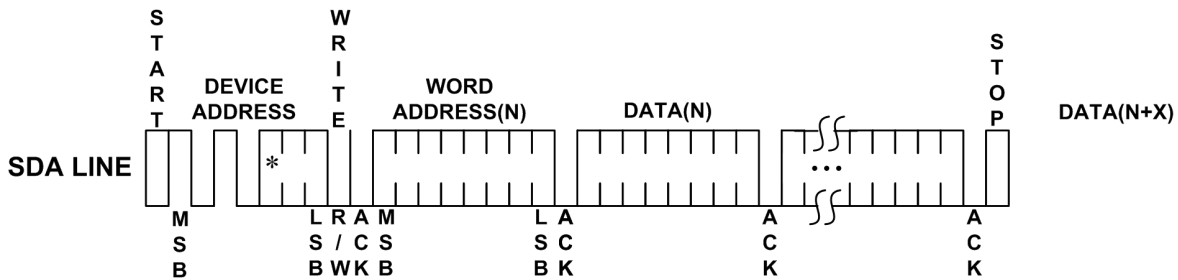 START
WRITE
STOP
DEVICE
ADDRESS
WORD
ADDRESS(N)
DATA(N)
DATA(N+X)
SDA LINE
*
...
MSB
LSB
R/W
ACK
MSB
LSB
ACK
ACK
ACK